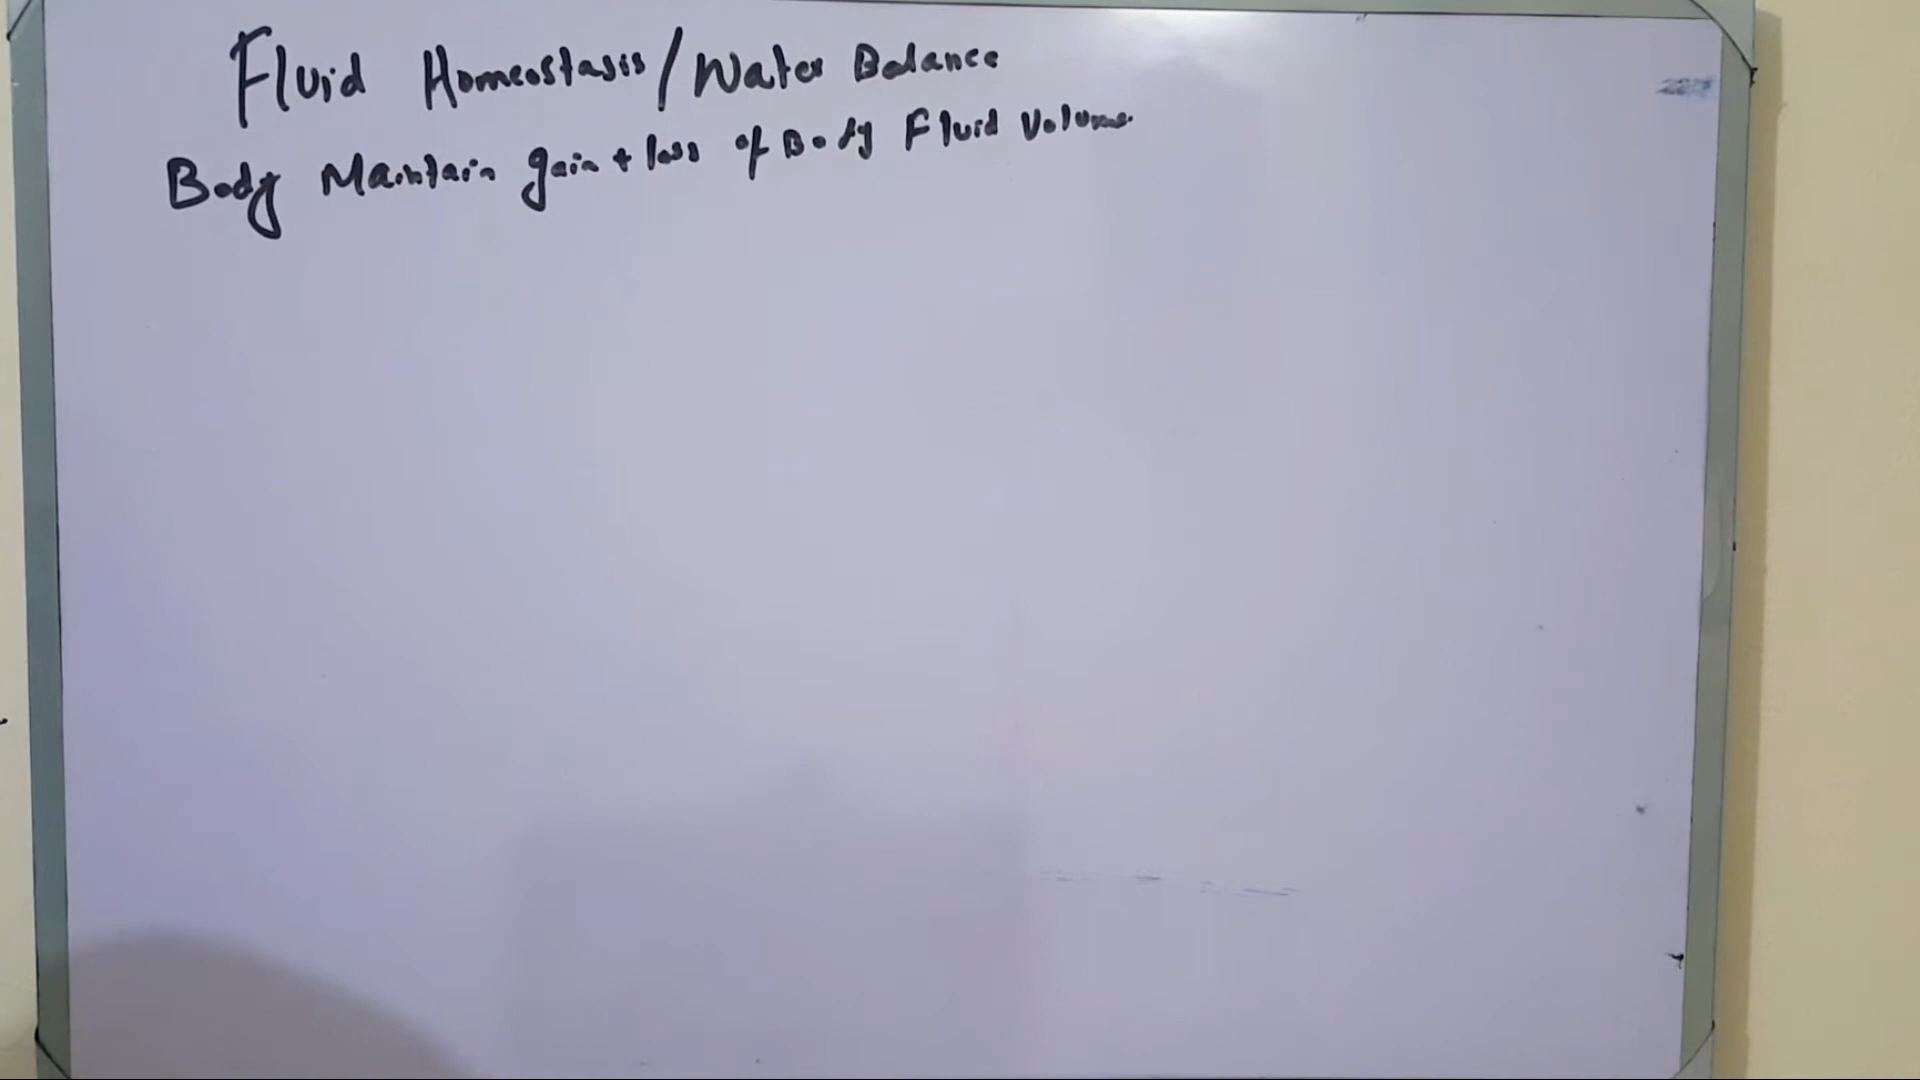 Fluid Homeostasis/Water Balance
Body Maintain gain + loss of Body Fluid Volume